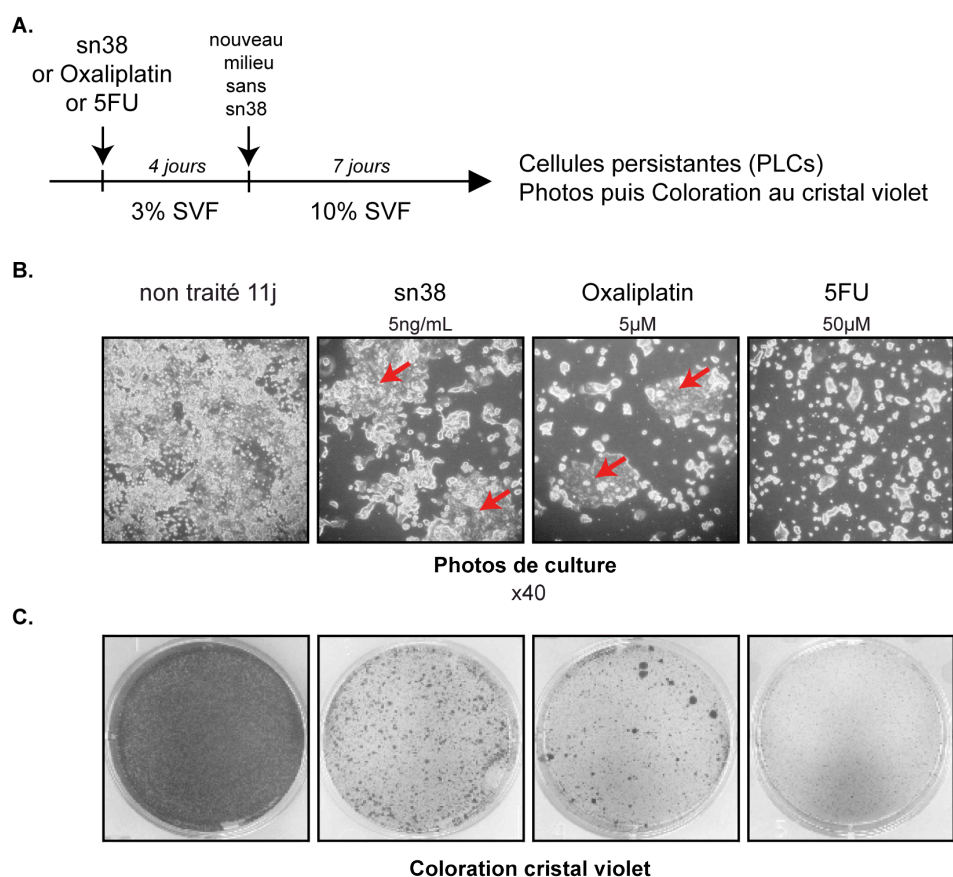 A.
sn38
or Oxaliplatin
or 5FU
nouveau
milieu
sans
sn38
4 jours
7 jours
3% SVF
10% SVF
Cellules persistantes (PLCs)
Photos puis Coloration au cristal violet
B.
non traité 11j
sn38
Oxaliplatin
5FU
5ng/mL
5µM
50µM
Photos de culture
x40
C.
Coloration cristal violet